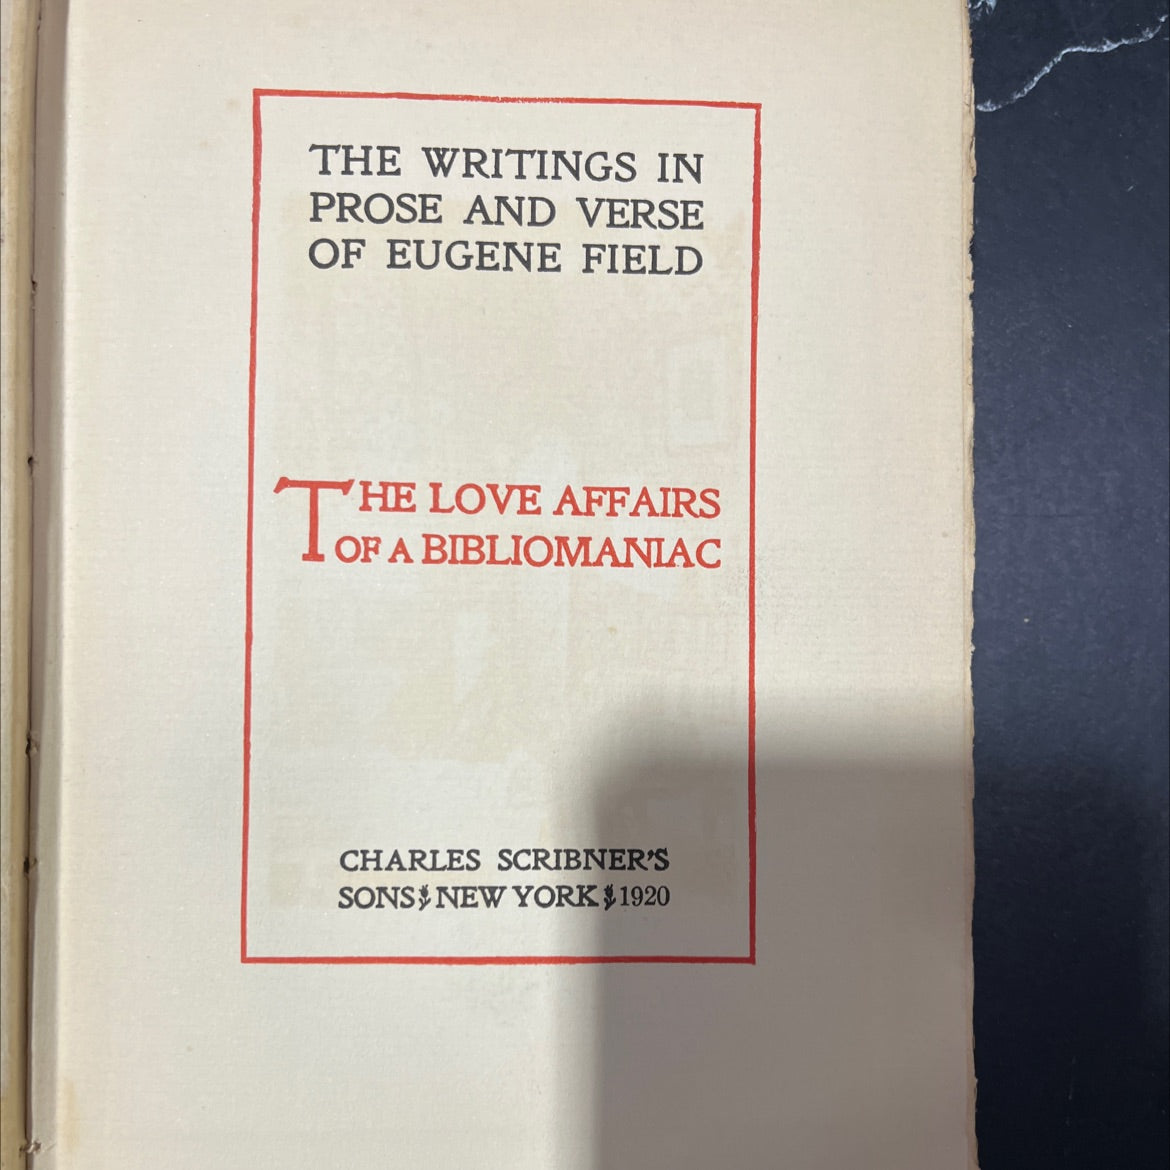 THE WRITINGS IN
PROSE AND VERSE
OF EUGENE FIELD
THE LOVE AFFAIRS
OF A BIBLIOMANIAC
CHARLES SCRIBNER'S
SONS NEW YORK 1920